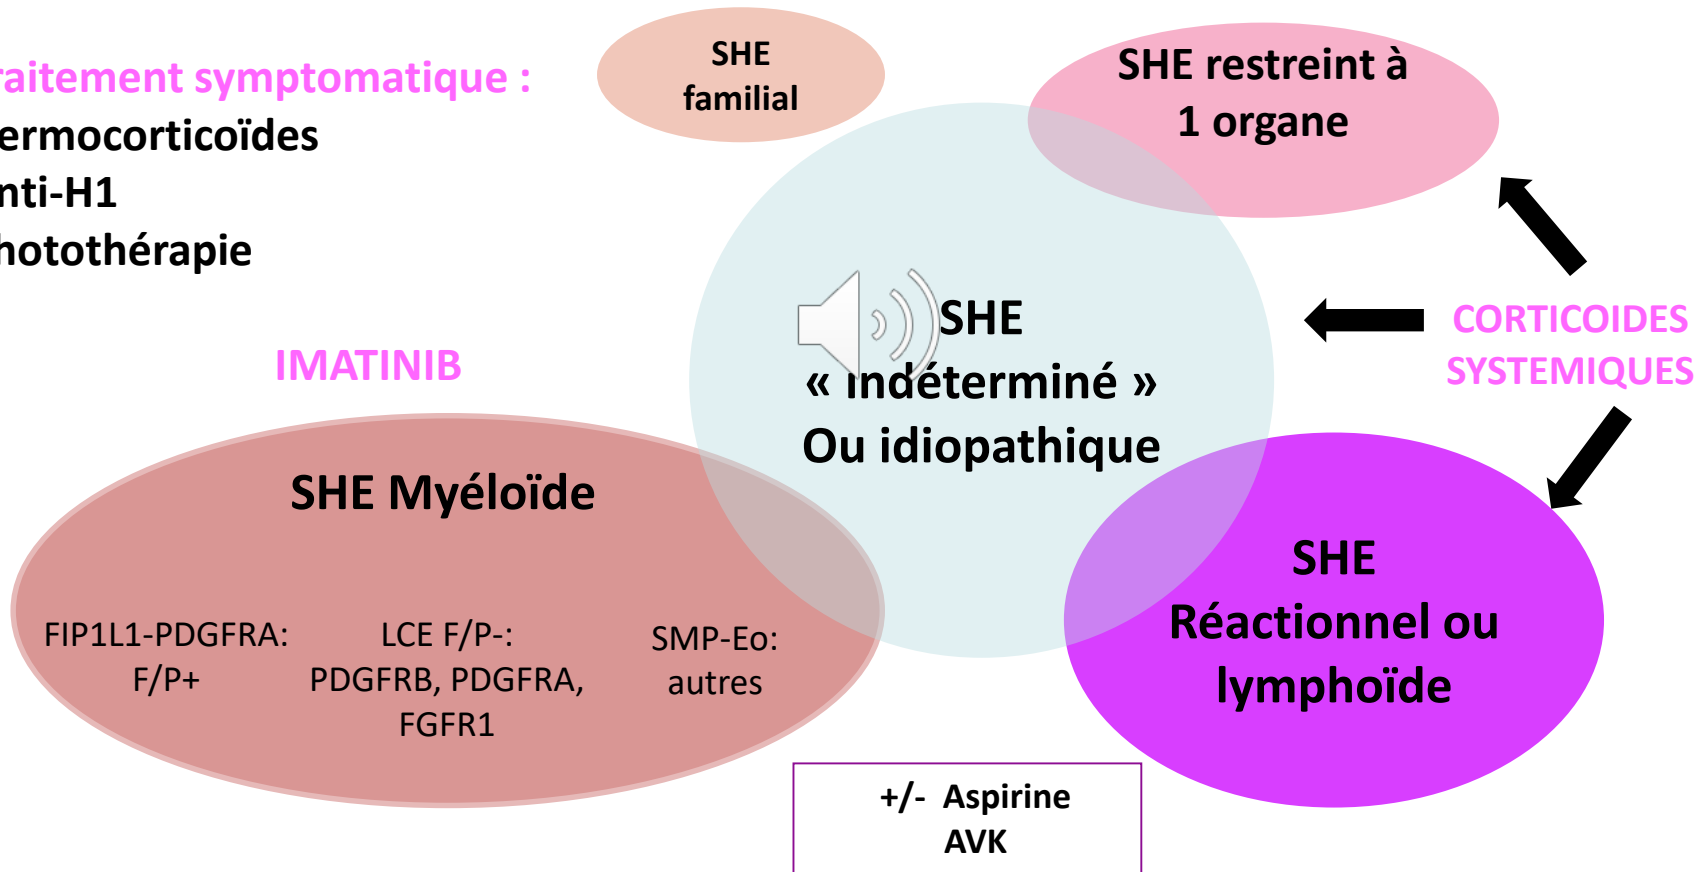 raitement symptomatique :
ermocorticoïdes
nti-H1
hotothérapie
SHE
familial
SHE restreint à
1 organe
SHE
« Indéterminé »
Ou idiopathique
CORTICOIDES
SYSTEMIQUES
IMATINIB
SHE Myéloïde
FIP1L1-PDGFRA:
F/P+
LCE F/P-:
PDGFRB, PDGFRA,
FGFR1
SMP-Eo:
autres
SHE
Réactionnel ou
lymphoïde
+/- Aspirine
AVK